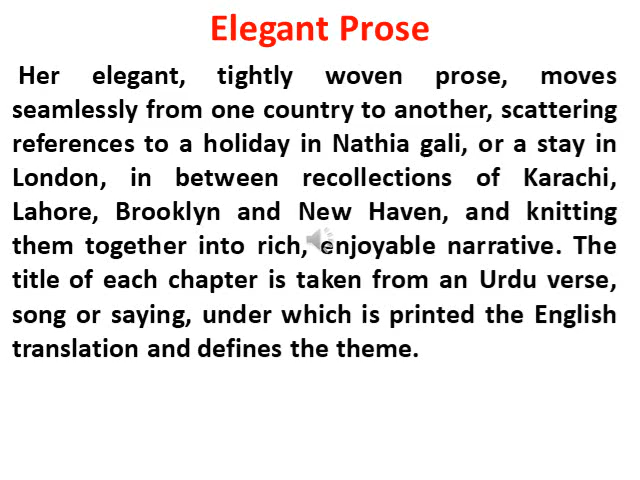 Elegant Prose
Her elegant, tightly woven prose, moves
seamlessly from one country to another, scattering
references to a holiday in Nathia gali, or a stay in
London, in between recollections of Karachi,
Lahore, Brooklyn and New Haven, and knitting
them together into rich, enjoyable narrative. The
title of each chapter is taken from an Urdu verse,
song or saying, under which is printed the English
translation and defines the theme.